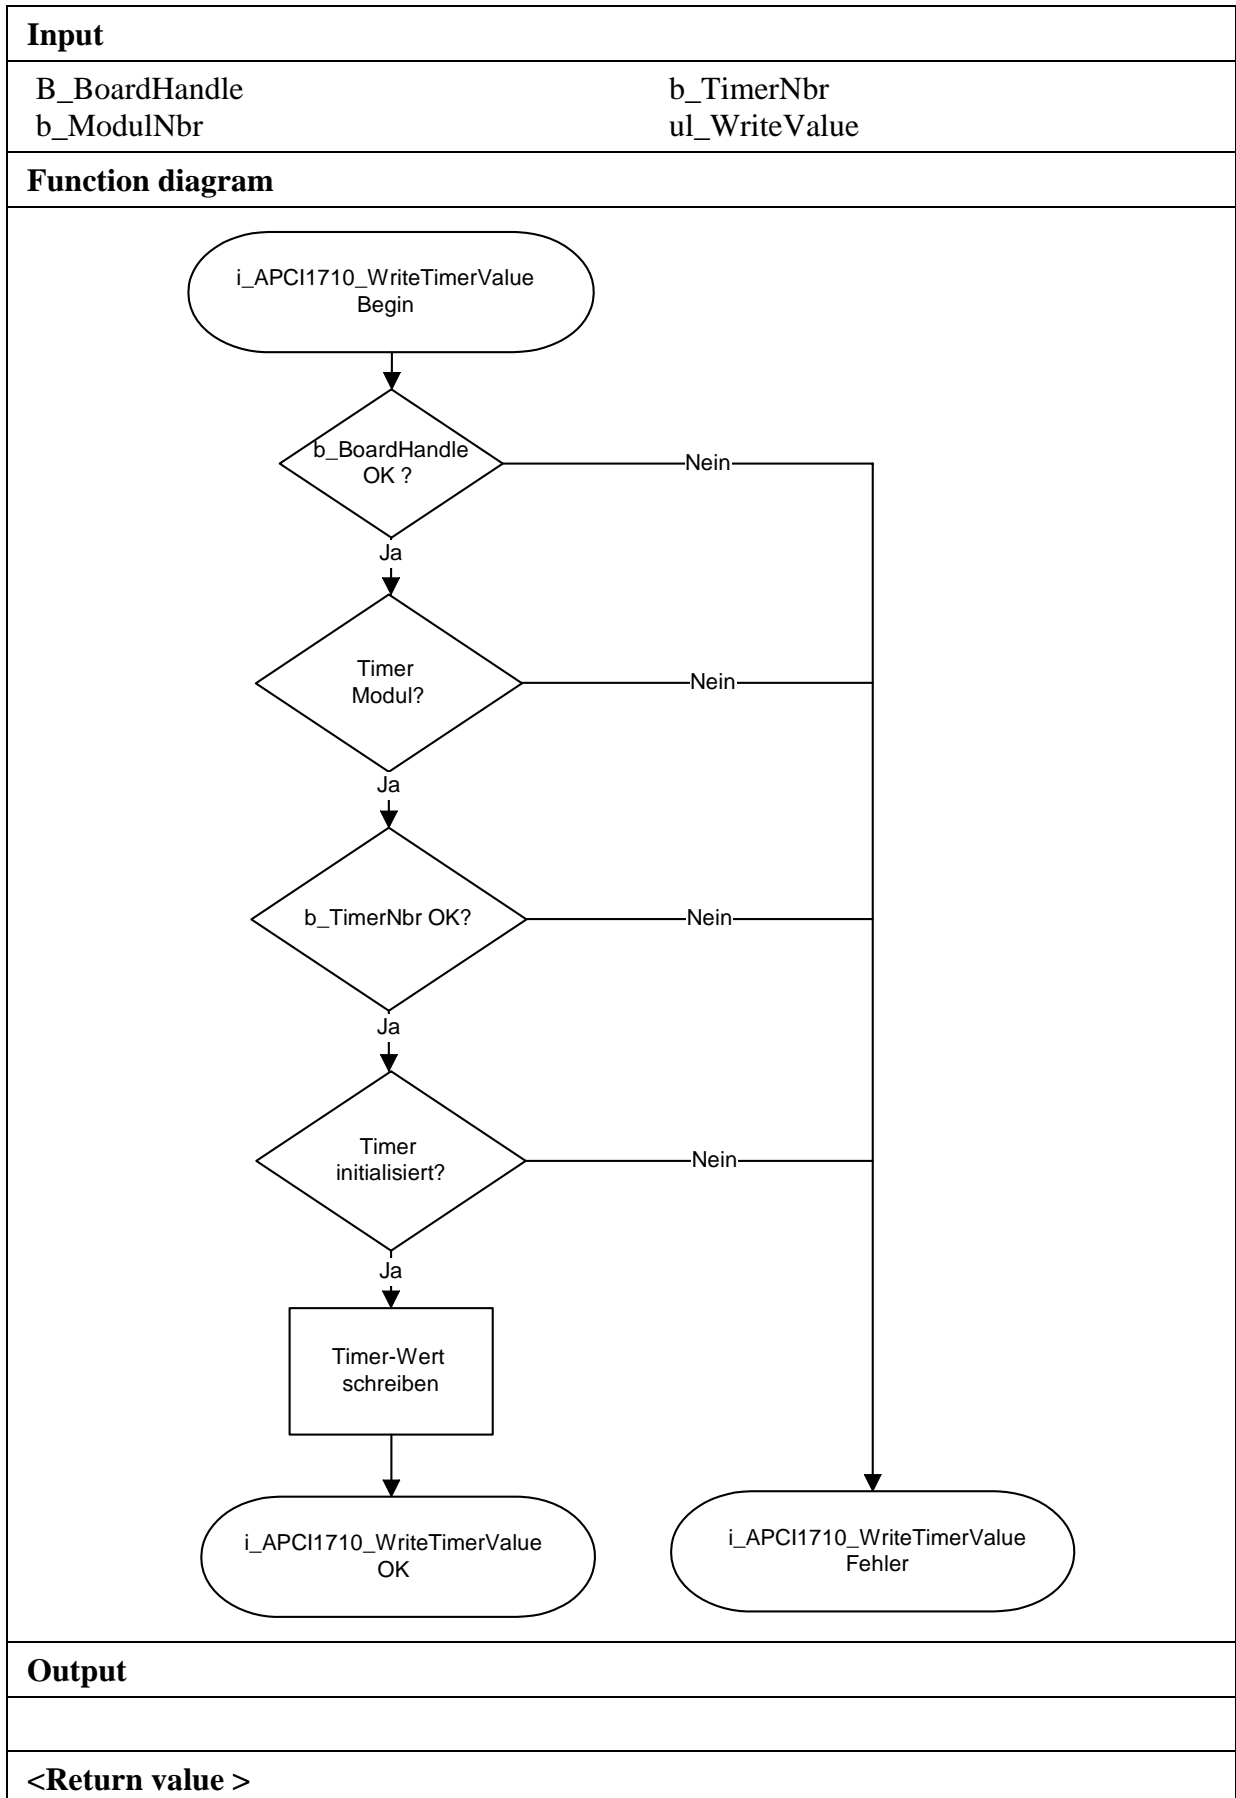 Input
B_BoardHandle b_TimerNbr
b_ModulNbr ul_WriteValue
Function diagram
i_APCI1710_WriteTimerValue
Begin
b_BoardHandle
OK ?
Nein
Ja
Timer
Modul?
Nein
Ja
b_TimerNbr OK?
Nein
Ja
Timer
initialisiert?
Nein
Ja
Timer-Wert
schreiben
i_APCI1710_WriteTimerValue
OK
i_APCI1710_WriteTimerValue
Fehler
Output
<Return value >